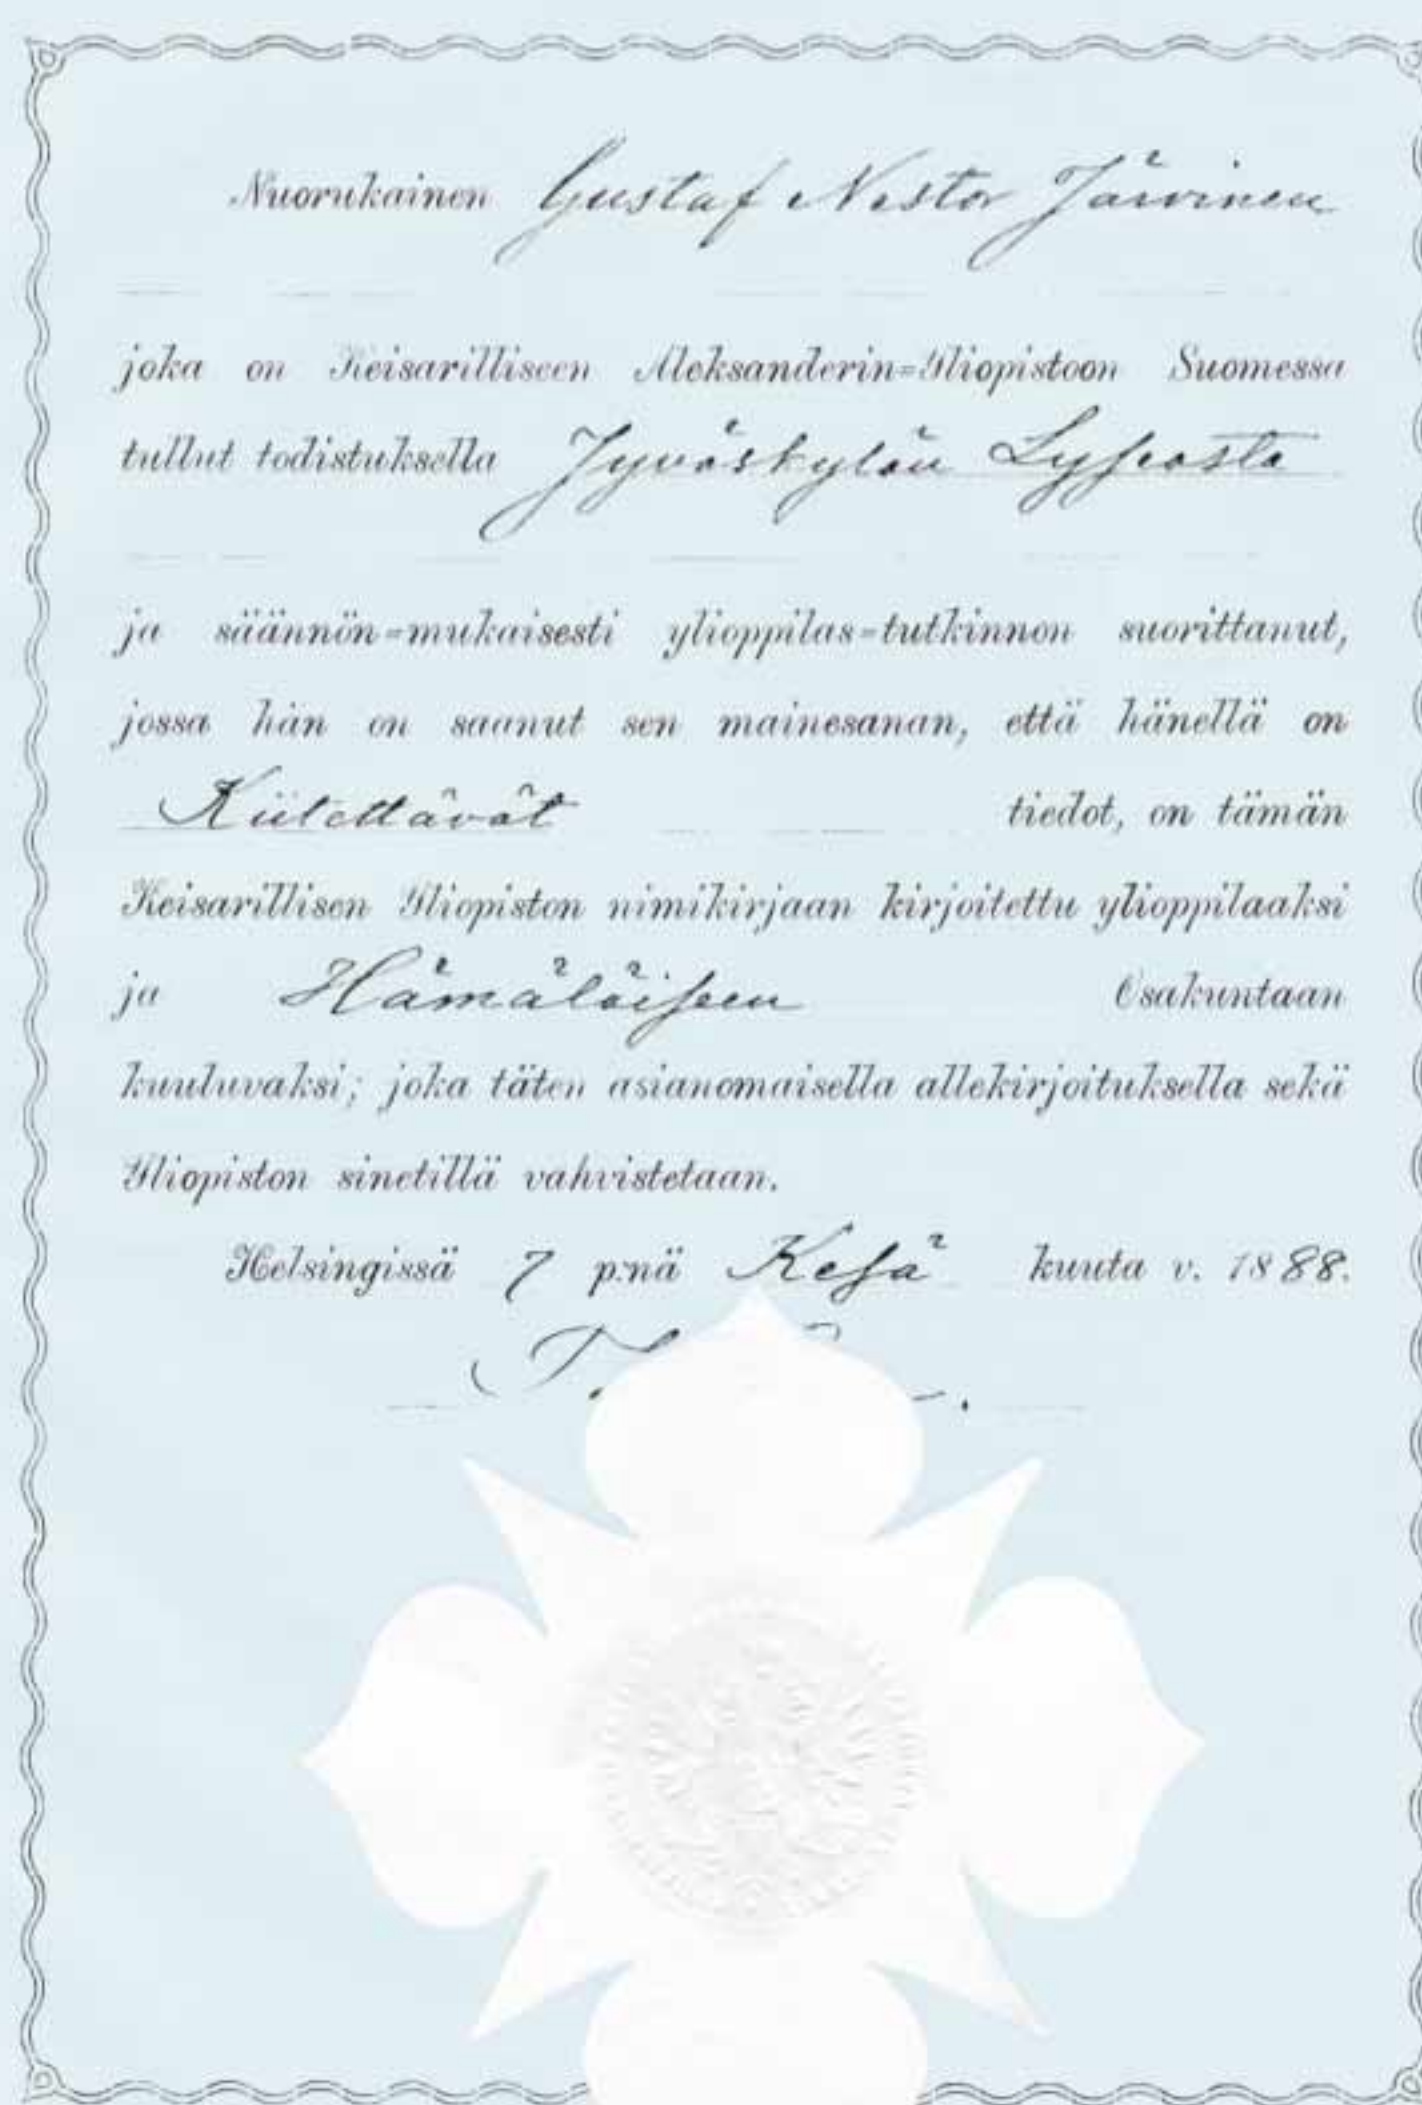 Nuorukainen Gustaf Nestor Järvinen
joka on Keisarilliseen Aleksanderin=Yliopistoon Suomessa
tullut todistuksella Jyväskylän Lyseosta
ja säännön=mukaisesti ylioppilas=tutkinnon suorittanut,
jossa hän on saanut sen mainesanan, että hänellä on
Kiitettävät tiedot, on tämän
Keisarillisen Yliopiston nimikirjaan kirjoitettu ylioppilaaksi
ja Hämäläiseen Osakuntaan
kuuluvaksi; joka täten asianomaisella allekirjoituksella sekä
Yliopiston sinetillä vahvistetaan.
Helsingissä 7 p:nä Kesä kuuta v. 1888.